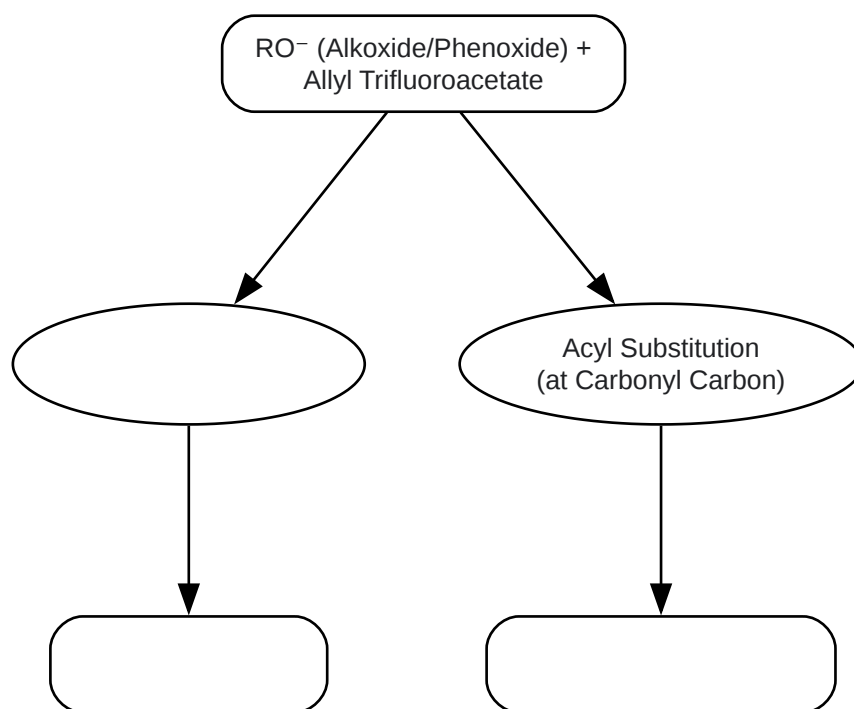 RO⁻ (Alkoxide/Phenoxide) +
Allyl Trifluoroacetate
Acyl Substitution
(at Carbonyl Carbon)